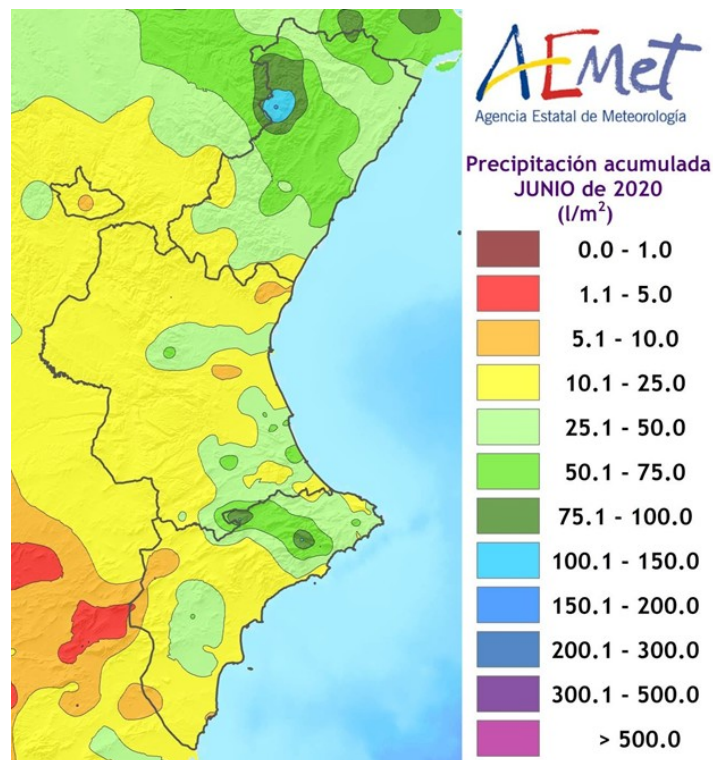 AEMet
Agencia Estatal de Meteorología
Precipitación acumulada
JUNIO de 2020
(l/m²)
0.0 - 1.0
1.1 - 5.0
5.1 - 10.0
10.1 - 25.0
25.1 - 50.0
50.1 - 75.0
75.1 - 100.0
100.1 - 150.0
150.1 - 200.0
200.1 - 300.0
300.1 - 500.0
> 500.0